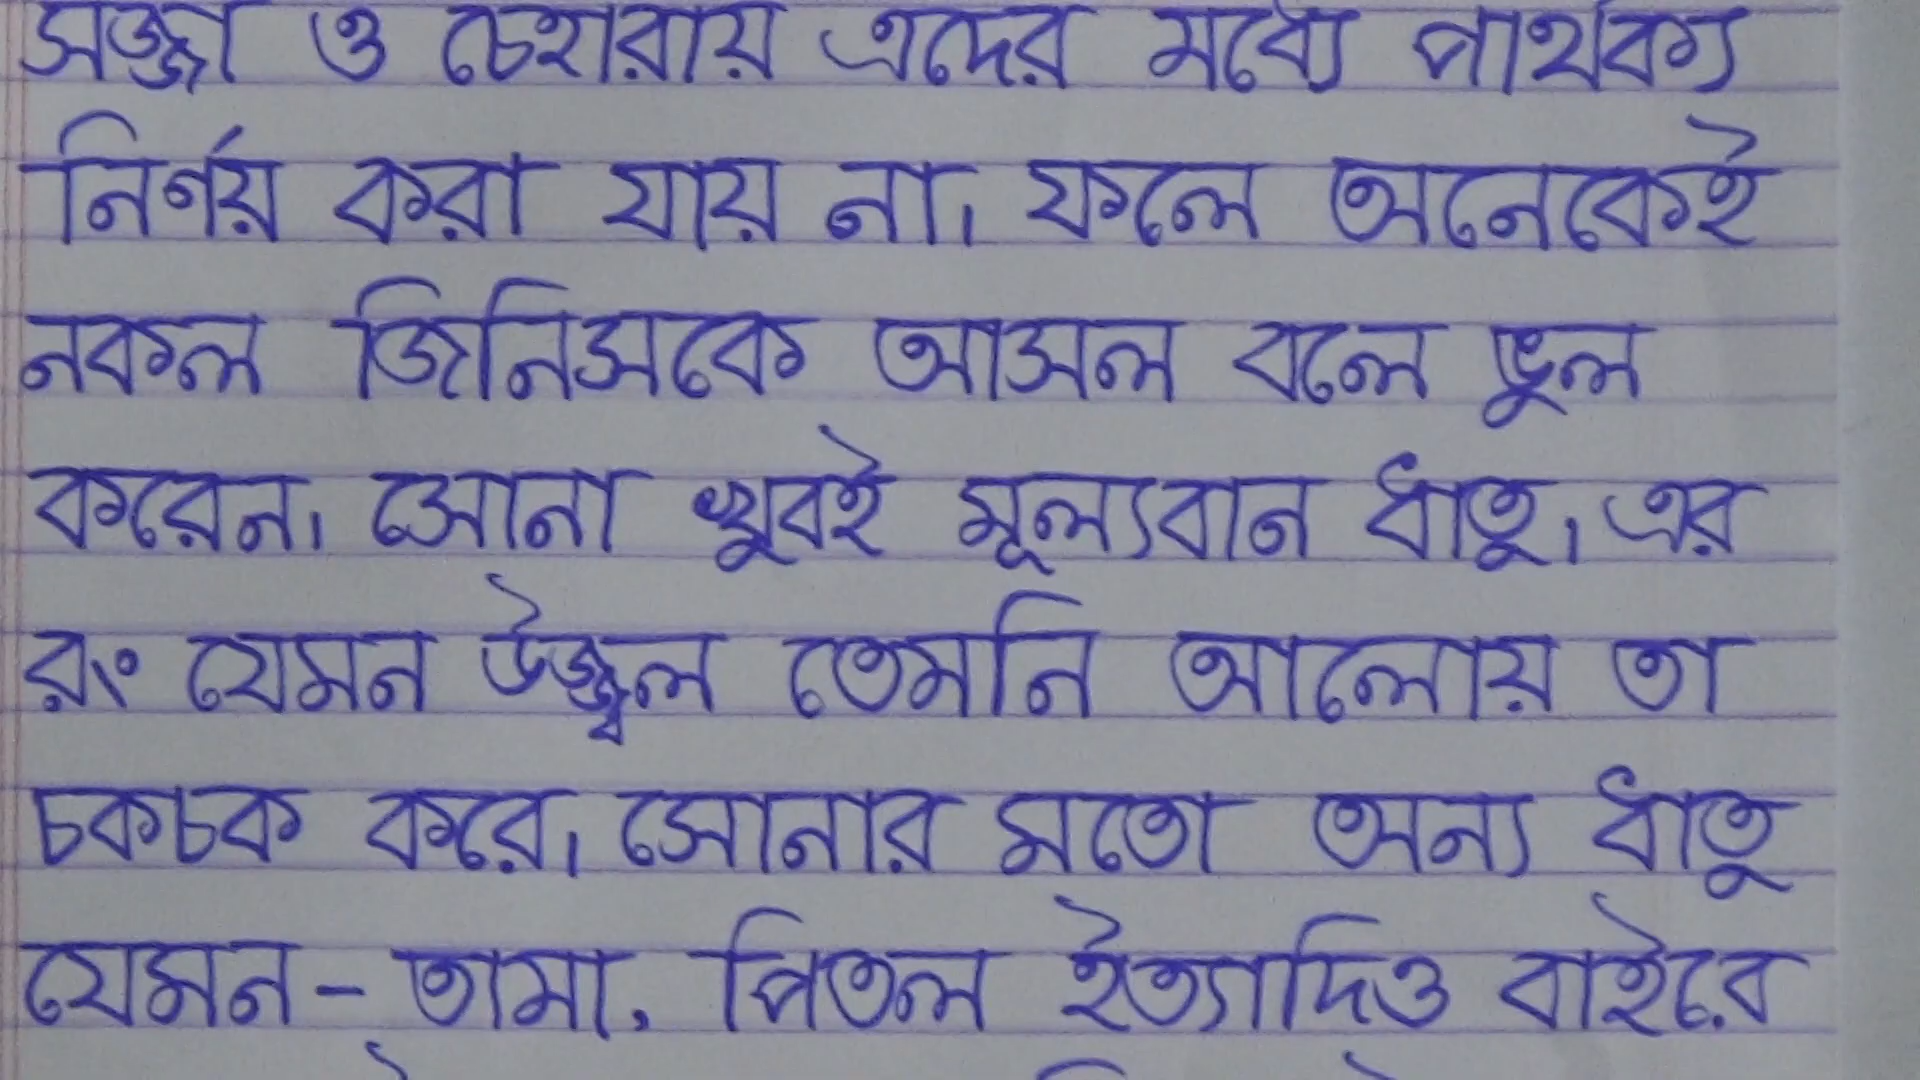 সজ্জা ও চেহারায় এদের মধ্যে পার্থক্য
নির্ণয় করা যায় না। ফলে অনেকেই
নকল জিনিসকে আসল বলে ভুল
করেন। সোনা খুবই মূল্যবান ধাতু। এর
রং যেমন উজ্জ্বল তেমনি আলোয় তা
চকচক করে। সোনার মতো অন্য ধাতু
যেমন- তামা, পিতল ইত্যাদিও বাইরে